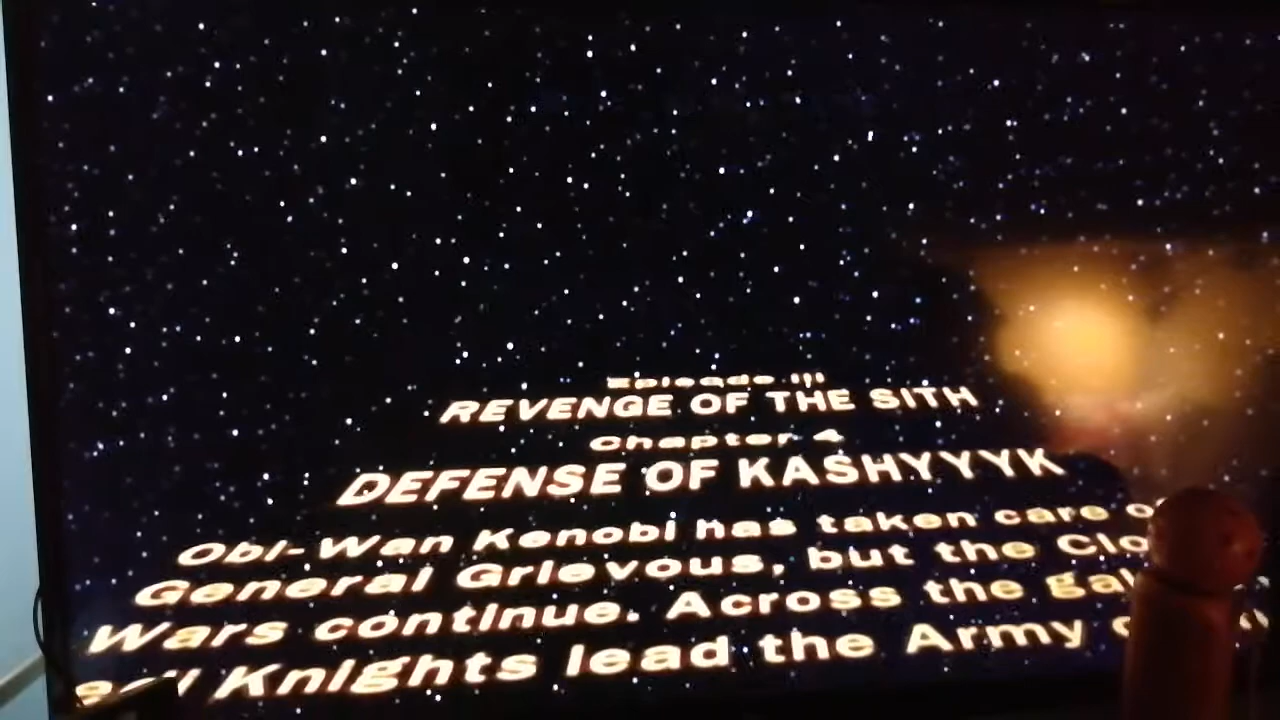 Episode III
REVENGE OF THE SITH
Chapter 4
DEFENSE OF KASHYYYK
Obi-Wan Kenobi has taken care
General Grievous, but the
Wars continue. Across the
Knights lead the Army